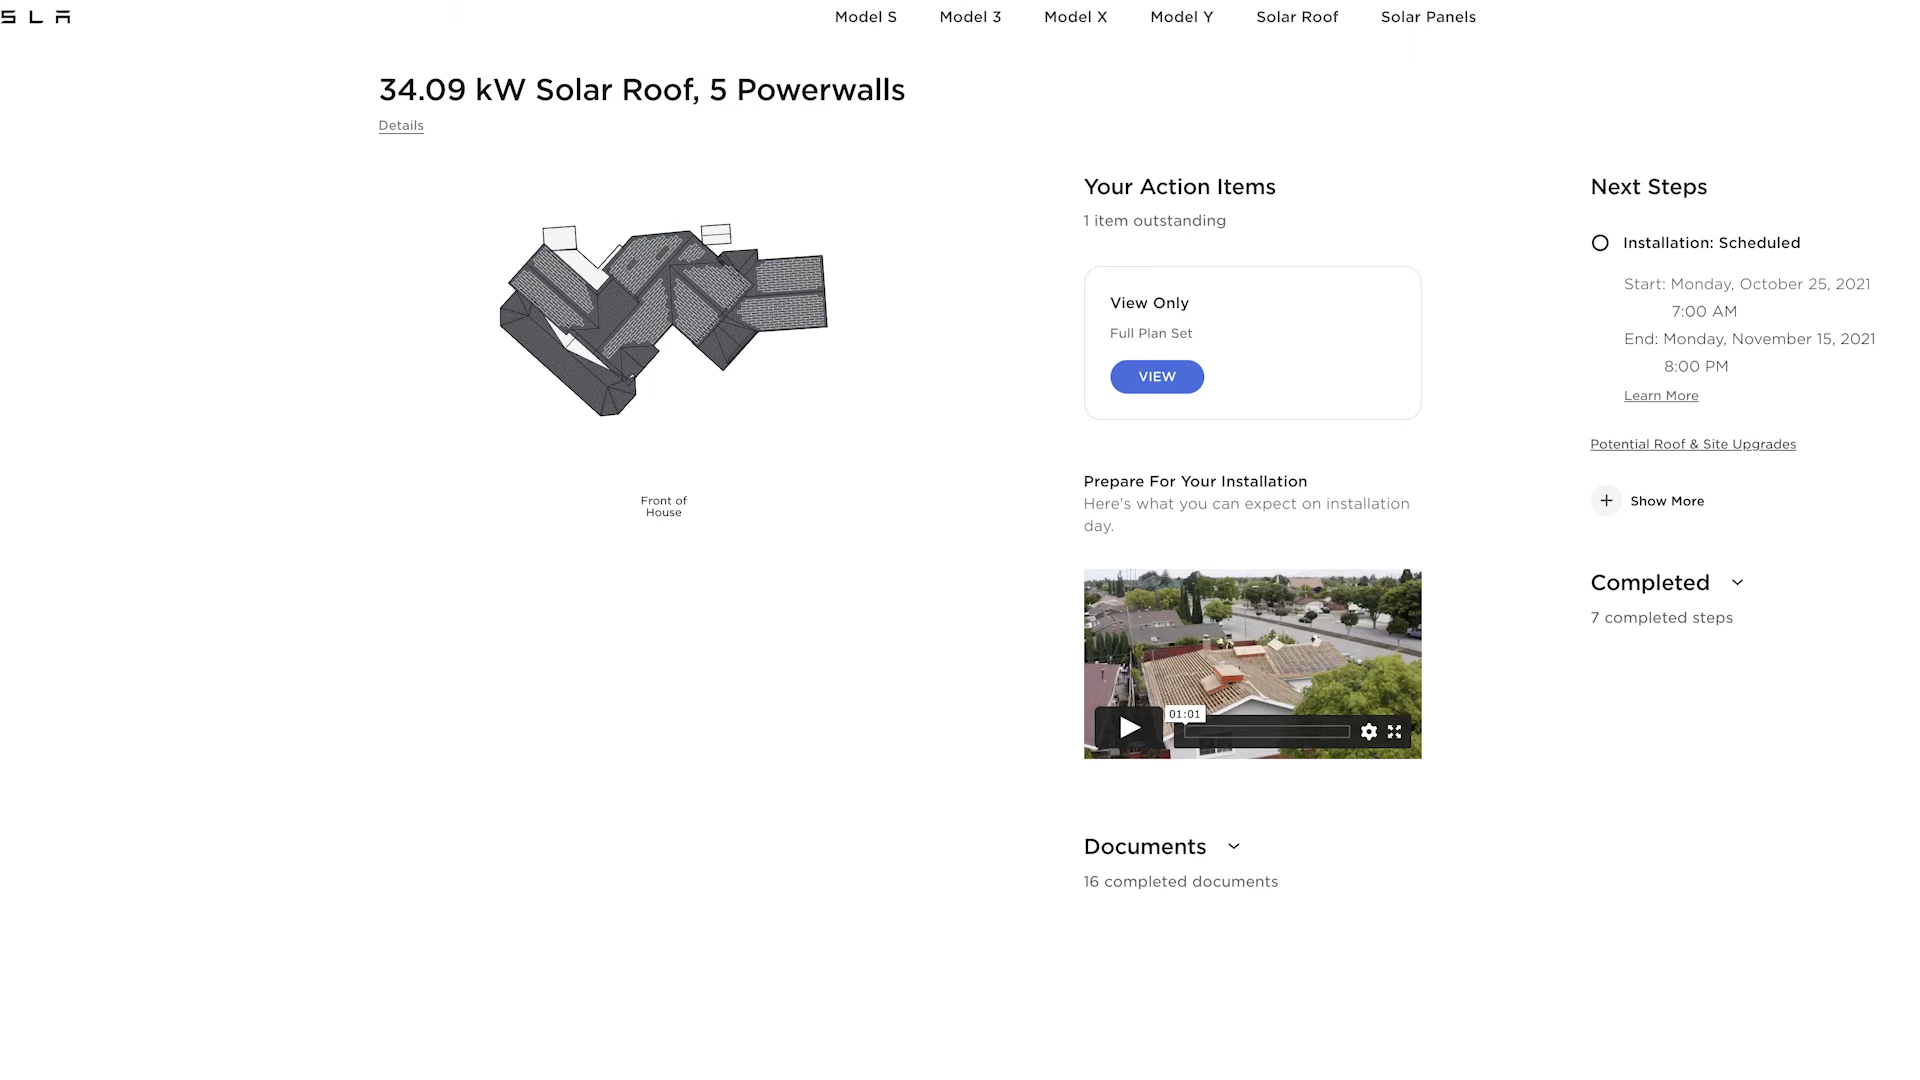 SLA
Model S
Model 3
Model X
Model Y
Solar Roof
Solar Panels
34.09 kW Solar Roof, 5 Powerwalls
Details
Front of
House
Your Action Items
1 item outstanding
View Only
Full Plan Set
VIEW
Prepare For Your Installation
Here's what you can expect on installation
day.
01:01
Documents
16 completed documents
Next Steps
Installation: Scheduled
Start: Monday, October 25, 2021
7:00 AM
End: Monday, November 15, 2021
8:00 PM
Learn More
Potential Roof & Site Upgrades
Show More
Completed
7 completed steps